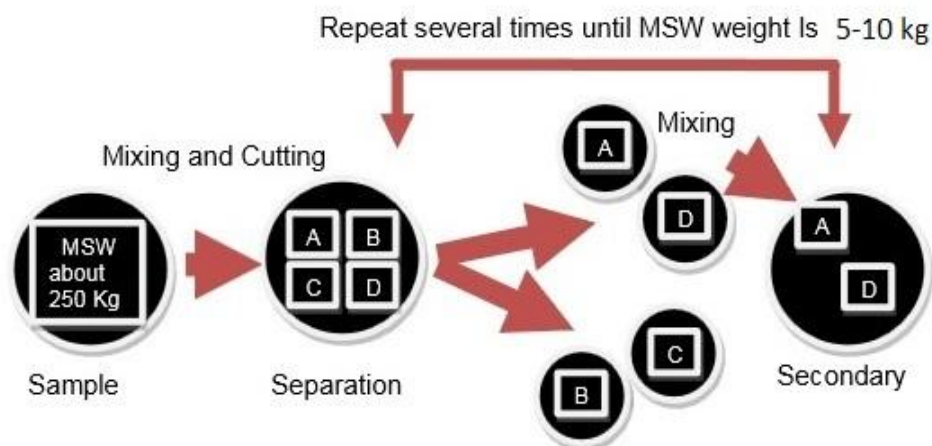 Repeat several times until MSW weight Is 5-10 kg
Mixing and Cutting
Mixing
MSW
about
250 Kg
A B
C D
A
D
B
C
A
D
Sample
Separation
Secondary